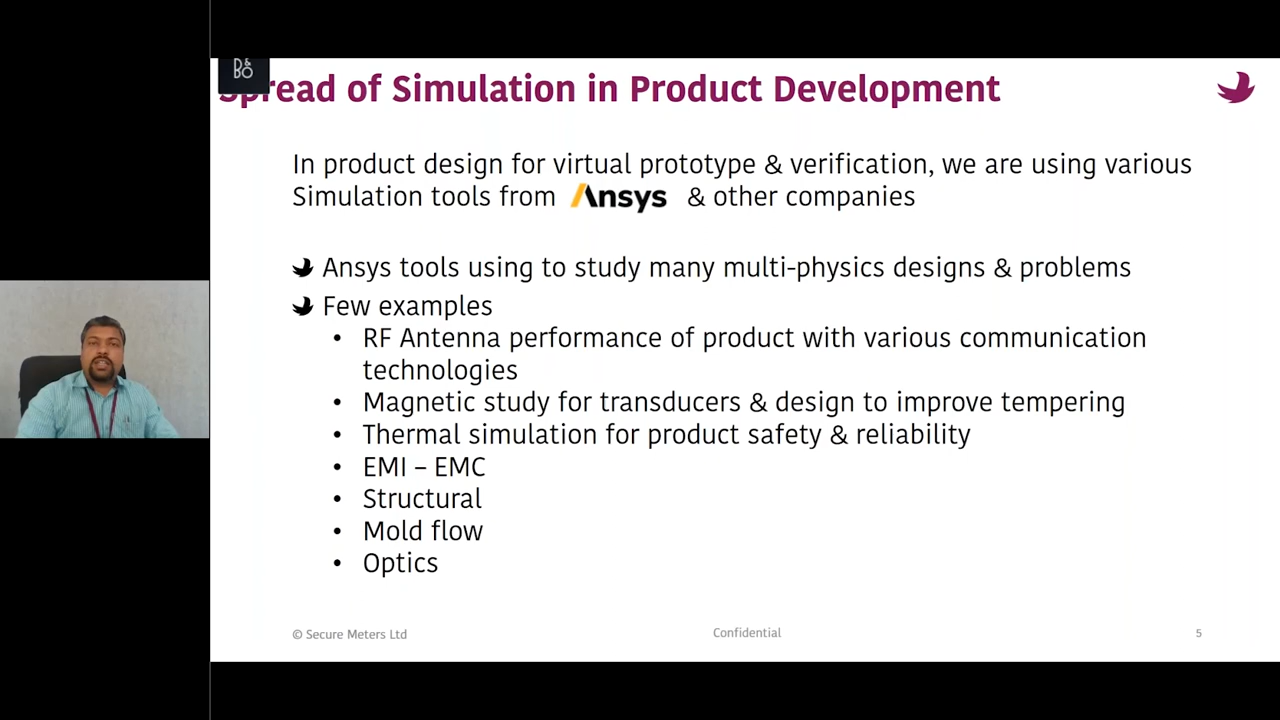 D&
BO
Spread of Simulation in Product Development
In product design for virtual prototype & verification, we are using various
Simulation tools from Ansys & other companies
Ansys tools using to study many multi-physics designs & problems
Few examples
• RF Antenna performance of product with various communication
technologies
• Magnetic study for transducers & design to improve tempering
• Thermal simulation for product safety & reliability
• EMI – EMC
• Structural
• Mold flow
• Optics
© Secure Meters Ltd
Confidential
5